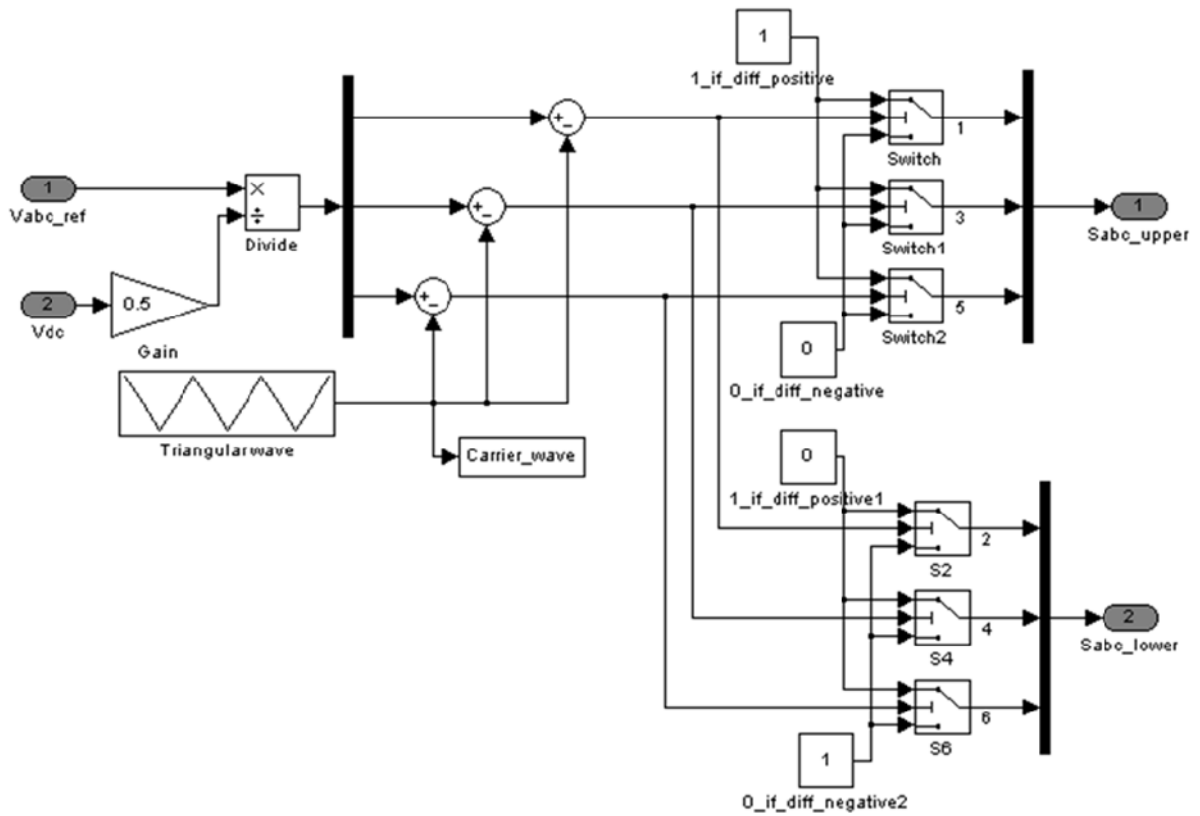 1
1_if_diff_positive
1
Switch
1
Vabc_ref
×
÷
Divide
+
-
+
-
3
Switch1
1
Sabc_upper
2
Vdc
0.5
Gain
+
-
5
Switch2
0
0_if_diff_negative
Triangularwave
Carrier_wave
0
1_if_diff_positive1
2
S2
4
S4
2
Sabc_lower
6
S6
1
0_if_diff_negative2